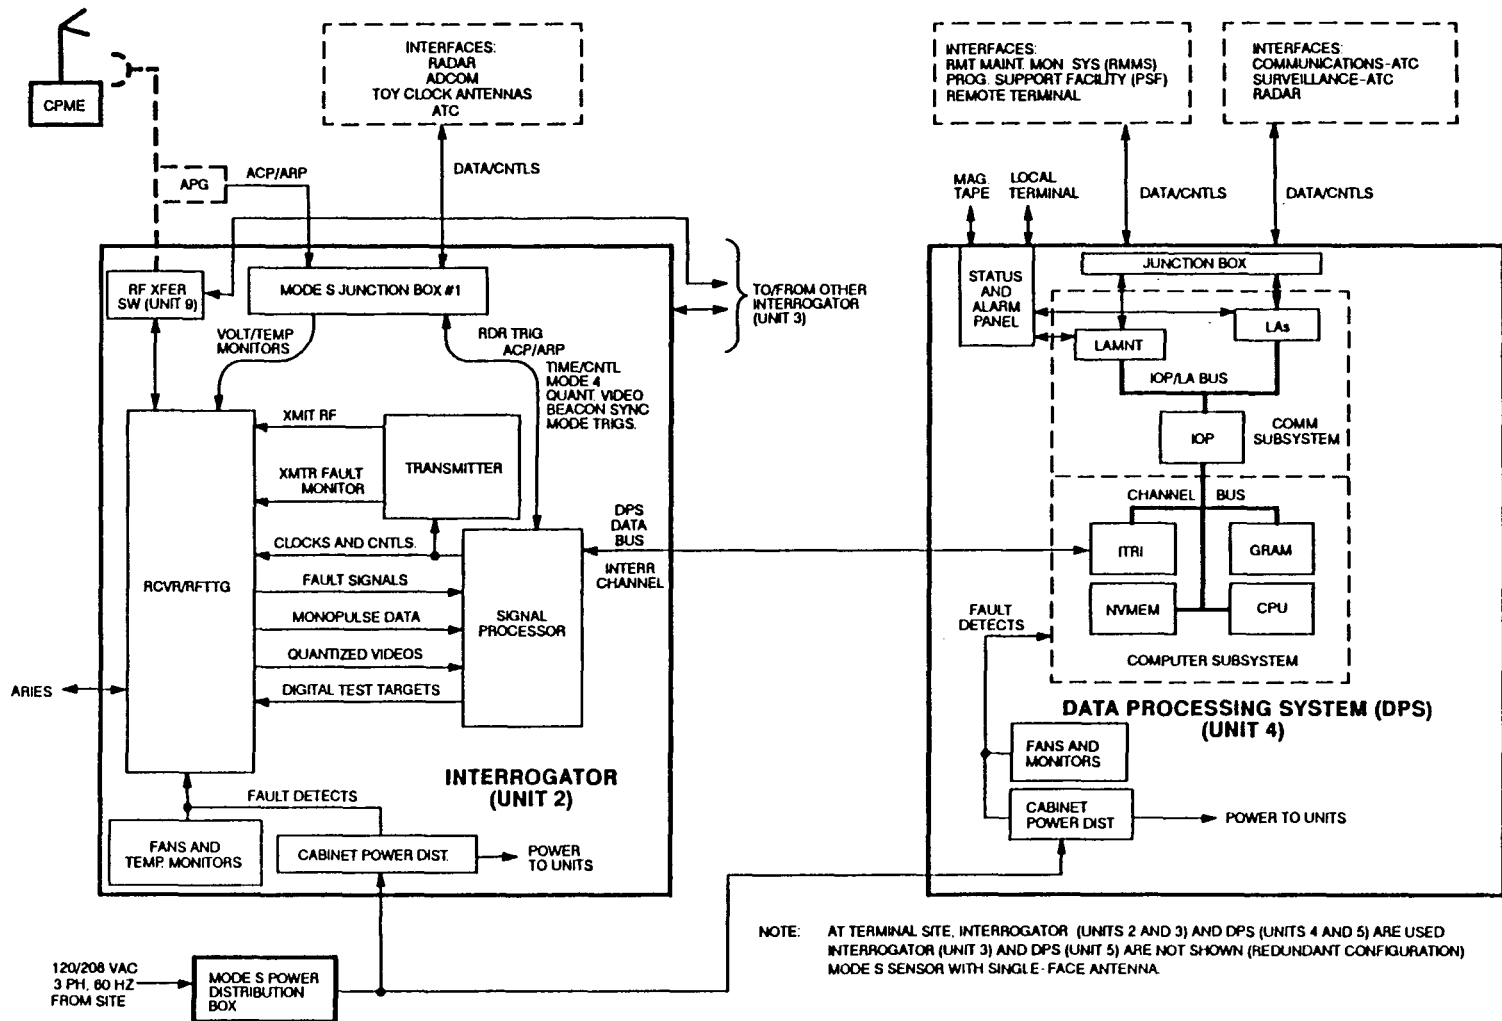 CPME
INTERFACES:
RADAR
ADCOM
TOY CLOCK ANTENNAS
ATC
INTERFACES:
RMT MAINT. MON SYS (RMMS)
PROG. SUPPORT FACILITY (PSF)
REMOTE TERMINAL
INTERFACES:
COMMUNICATIONS-ATC
SURVEILLANCE-ATC
RADAR
APG
ACP/ARP
DATA/CNTLS
MAG.
TAPE
LOCAL
TERMINAL
DATA/CNTLS
DATA/CNTLS
RF XFER
SW (UNIT 9)
MODE S JUNCTION BOX #1
TO/FROM OTHER
INTERROGATOR
(UNIT 3)
STATUS
AND
ALARM
PANEL
JUNCTION BOX
LAMNT
LAs
IOP/LA BUS
IOP
COMM
SUBSYSTEM
VOLT/TEMP
MONITORS
RDR TRIG
ACP/ARP
TIME/CNTL
MODE 4
QUANT. VIDEO
BEACON SYNC
MODE TRIGS.
XMIT RF
TRANSMITTER
XMTR FAULT
MONITOR
CLOCKS AND CNTLS.
RCVR/RFTTG
FAULT SIGNALS
MONOPULSE DATA
QUANTIZED VIDEOS
DIGITAL TEST TARGETS
SIGNAL
PROCESSOR
ARIES
DPS
DATA
BUS
INTERR
CHANNEL
CHANNEL BUS
ITRI
GRAM
NVMEM
CPU
COMPUTER SUBSYSTEM
FAULT
DETECTS
DATA PROCESSING SYSTEM (DPS)
(UNIT 4)
FANS AND
MONITORS
CABINET
POWER DIST
POWER TO UNITS
INTERROGATOR
(UNIT 2)
FAULT DETECTS
FANS AND
TEMP. MONITORS
CABINET POWER DIST.
POWER
TO UNITS
NOTE: AT TERMINAL SITE, INTERROGATOR (UNITS 2 AND 3) AND DPS (UNITS 4 AND 5) ARE USED
INTERROGATOR (UNIT 3) AND DPS (UNIT 5) ARE NOT SHOWN (REDUNDANT CONFIGURATION)
MODE S SENSOR WITH SINGLE-FACE ANTENNA.
120/208 VAC
3 PH, 60 HZ
FROM SITE
MODE S POWER
DISTRIBUTION
BOX